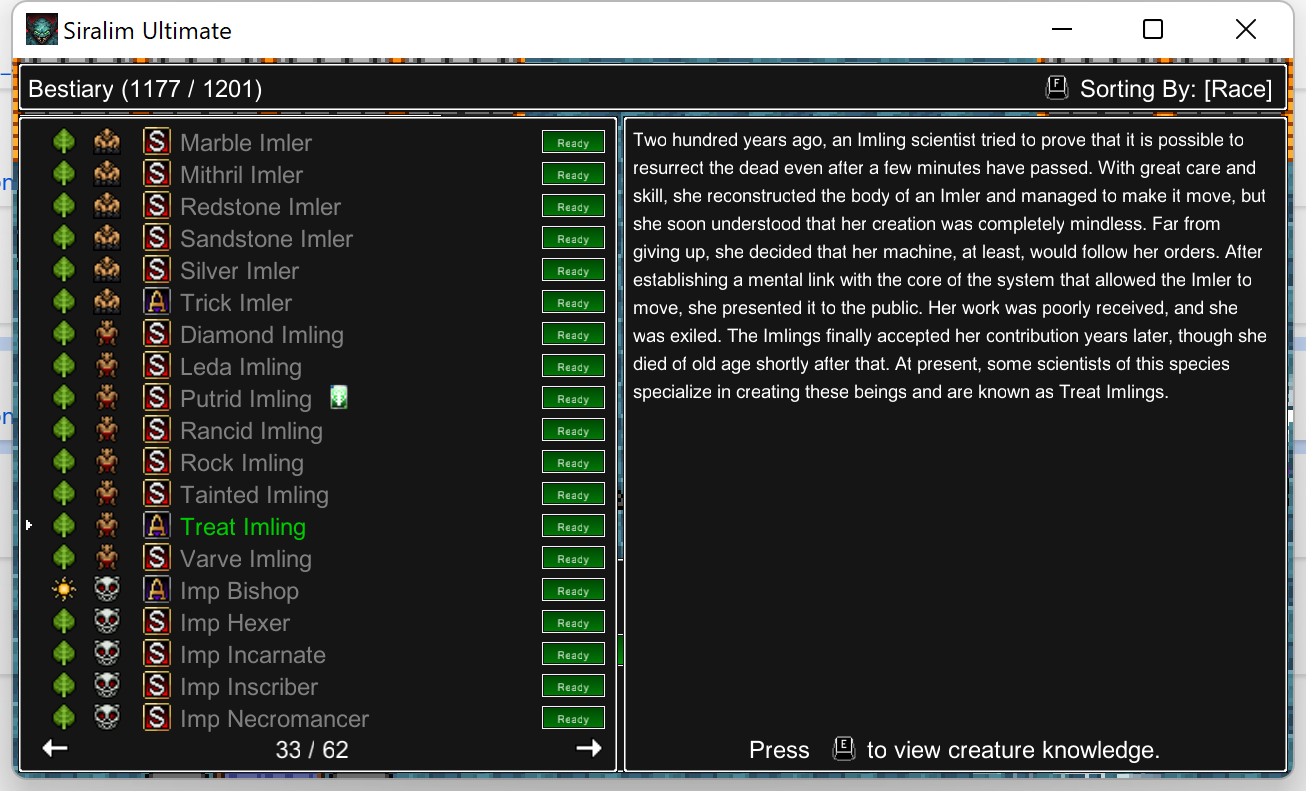 Siralim Ultimate
Bestiary (1177 / 1201)
F Sorting By: [Race]
S Marble Imler Ready
S Mithril Imler Ready
S Redstone Imler Ready
S Sandstone Imler Ready
S Silver Imler Ready
A Trick Imler Ready
S Diamond Imling Ready
S Leda Imling Ready
S Putrid Imling Ready
S Rancid Imling Ready
S Rock Imling Ready
S Tainted Imling Ready
A Treat Imling Ready
S Varve Imling Ready
A Imp Bishop Ready
S Imp Hexer Ready
S Imp Incarnate Ready
S Imp Inscriber Ready
S Imp Necromancer Ready
33 / 62
Two hundred years ago, an Imling scientist tried to prove that it is possible to
resurrect the dead even after a few minutes have passed. With great care and
skill, she reconstructed the body of an Imler and managed to make it move, but
she soon understood that her creation was completely mindless. Far from
giving up, she decided that her machine, at least, would follow her orders. After
establishing a mental link with the core of the system that allowed the Imler to
move, she presented it to the public. Her work was poorly received, and she
was exiled. The Imlings finally accepted her contribution years later, though she
died of old age shortly after that. At present, some scientists of this species
specialize in creating these beings and are known as Treat Imlings.
Press E to view creature knowledge.